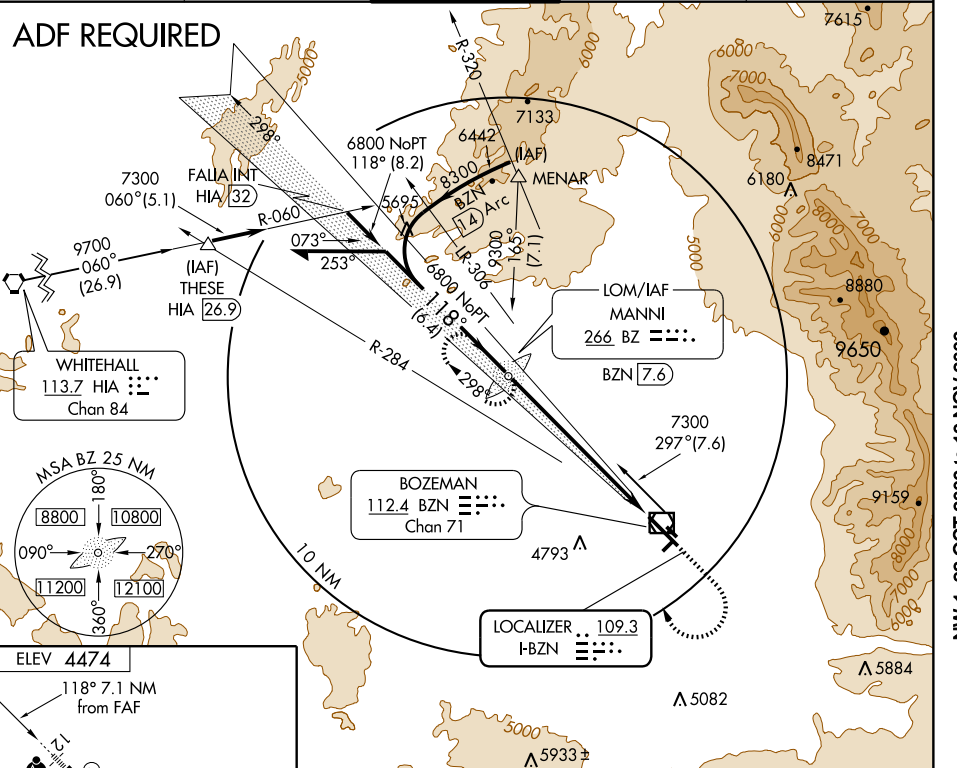 ADF REQUIRED
7615
6000
5000
R-320
6000
7000
7133
298°
6800 NoPT
118° (8.2)
6442
(IAF)
MENAR
8471
6180
FALIA INT
HIA 32
7300
060° (5.1)
8300
BZN
14 Arc
5695
R-060
9700
060°
(26.9)
073°
253°
(IAF)
THESE
HIA 26.9
LR-306
9300
165°
(7.1)
6000
5000
8000
7000
8880
9650
6800 NoPT
118°
(6.4)
LOM/IAF
MANNI
266 BZ
BZN 7.6
WHITEHALL
113.7 HIA
Chan 84
R-284
298°
7300
297° (7.6)
MSA BZ 25 NM
180°
8800
10800
090°
270°
11200
12100
360°
BOZEMAN
112.4 BZN
Chan 71
4793
9159
8000
7000
6000
10 NM
LOCALIZER 109.3
I-BZN
ELEV 4474
118° 7.1 NM
from FAF
12
5884
5082
5933±